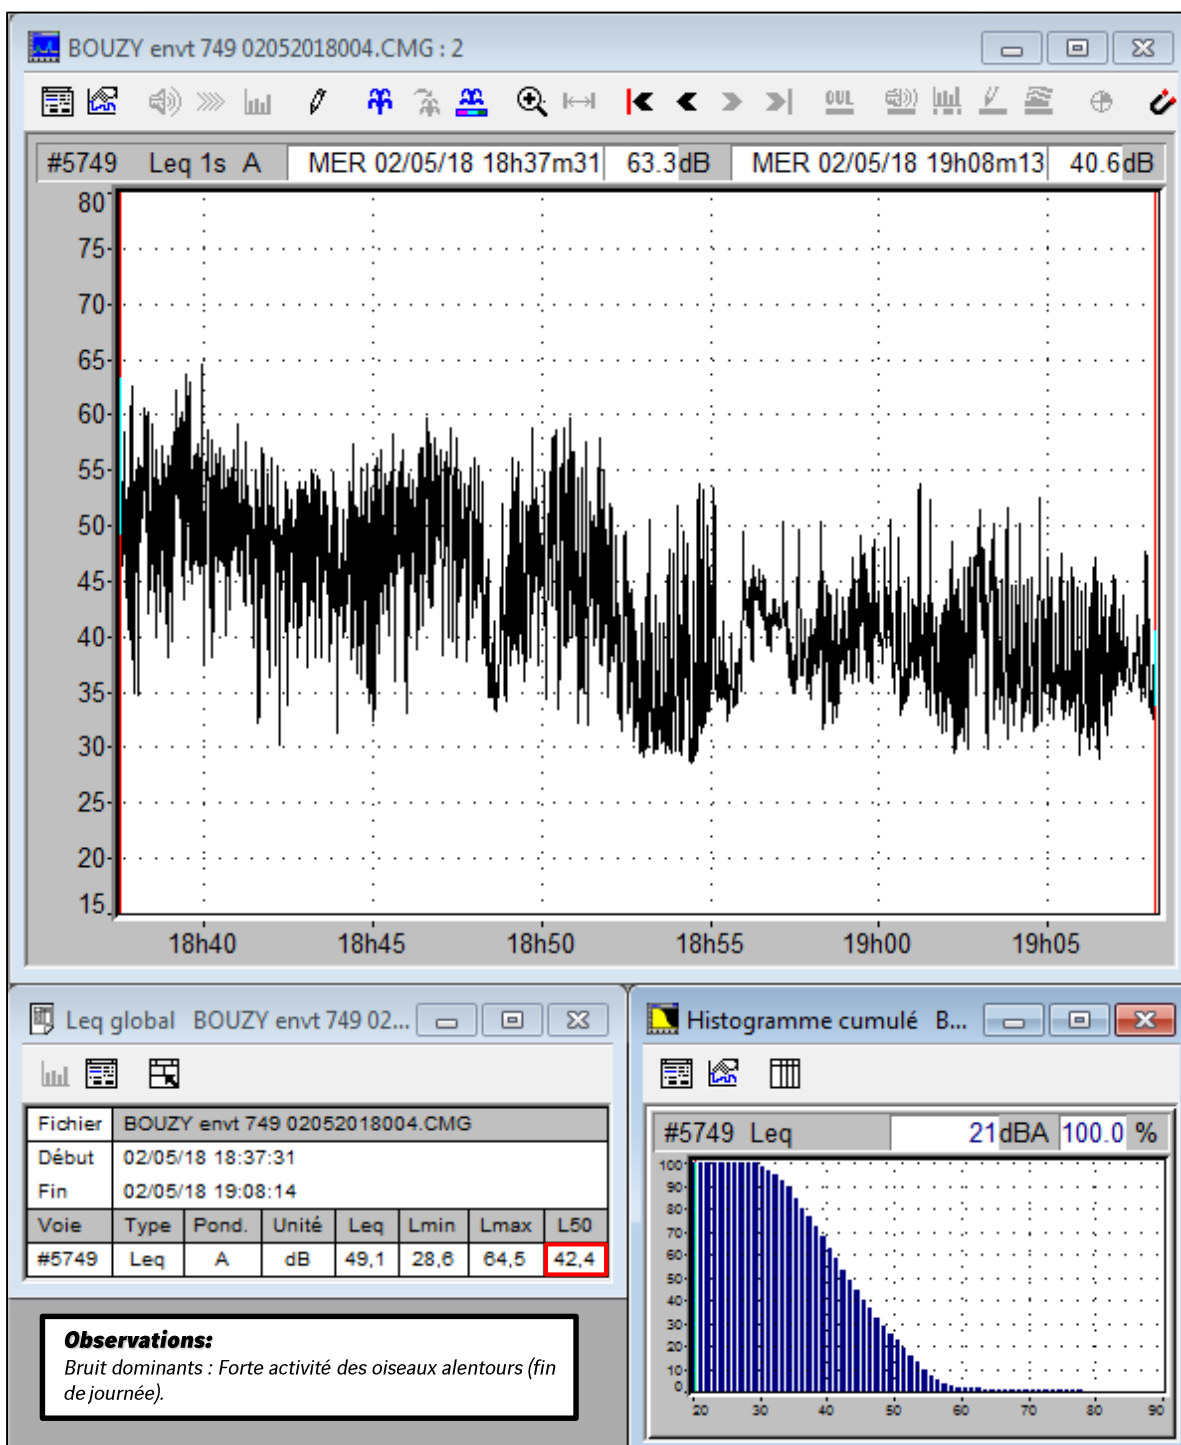 BOUZY envt 749 02052018004.CMG : 2
OVL
#5749 Leq 1s A MER 02/05/18 18h37m31 63.3dB MER 02/05/18 19h08m13 40.6dB
80
75
70
65
60
55
50
45
40
35
30
25
20
15
18h40 18h45 18h50 18h55 19h00 19h05
Leq global BOUZY envt 749 02...
Fichier BOUZY envt 749 02052018004.CMG
Début 02/05/18 18:37:31
Fin 02/05/18 19:08:14
Voie Type Pond. Unité Leq Lmin Lmax L50
#5749 Leq A dB 49,1 28,6 64,5 42,4
Observations:
Bruit dominants : Forte activité des oiseaux alentours (fin
de journée).
Histogramme cumulé B...
#5749 Leq 21dBA 100.0 %
100
90
80
70
60
50
40
30
20
10
0
20 30 40 50 60 70 80 90